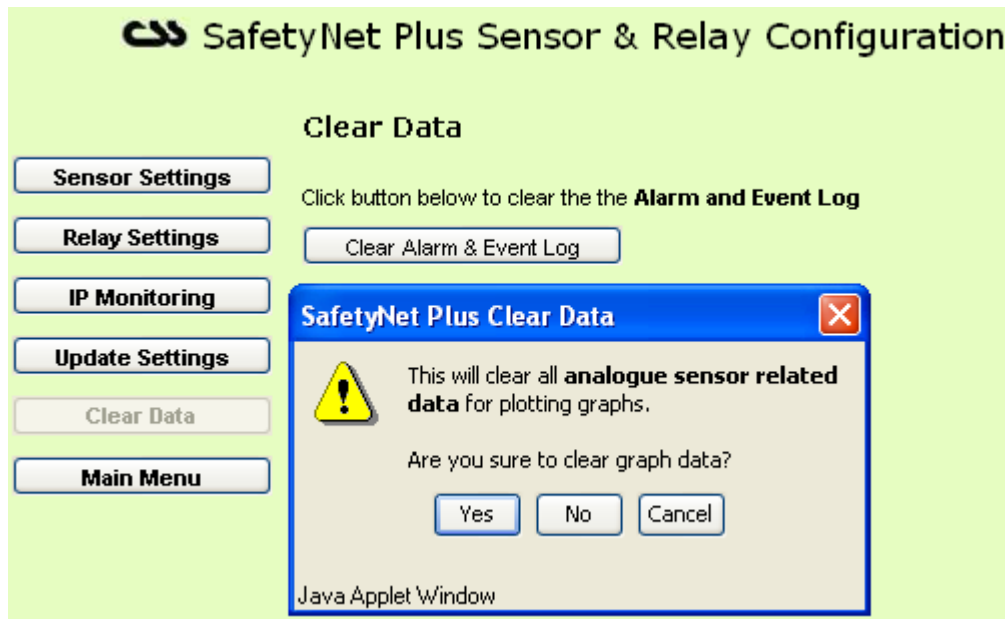 CSS SafetyNet Plus Sensor & Relay Configuration
Clear Data
Sensor Settings
Click button below to clear the the Alarm and Event Log
Relay Settings
Clear Alarm & Event Log
IP Monitoring
SafetyNet Plus Clear Data
Update Settings
This will clear all analogue sensor related
data for plotting graphs.
Clear Data
Are you sure to clear graph data?
Main Menu
Yes No Cancel
Java Applet Window